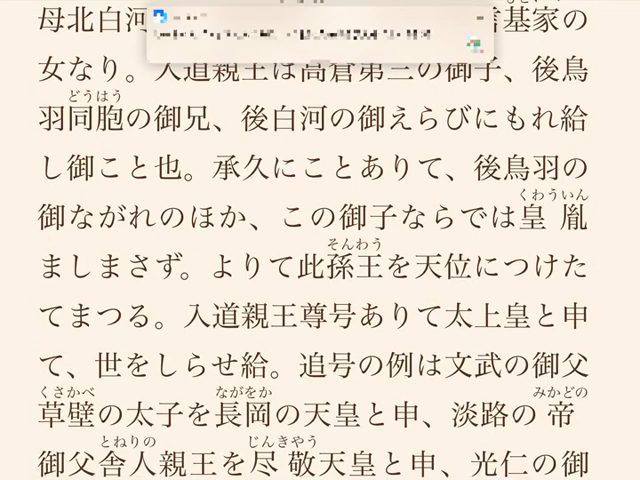 母北白河
基家の
女なり。入道親王は高倉第三の御子、後鳥
羽同胞の御兄、後白河の御えらびにもれ給
し御こと也。承久にことありて、後鳥羽の
御ながれのほか、この御子ならでは皇胤
ましまさず。よりて此孫王を天位につけた
てまつる。入道親王尊号ありて太上皇と申
て、世をしらせ給。追号の例は文武の御父
草壁の太子を長岡の天皇と申、淡路の帝
御父舎人親王を尽敬天皇と申、光仁の御
どうはう
くわういん
そんわう
くさかべ
ながをか
みかどの
とねりの
じんきやう